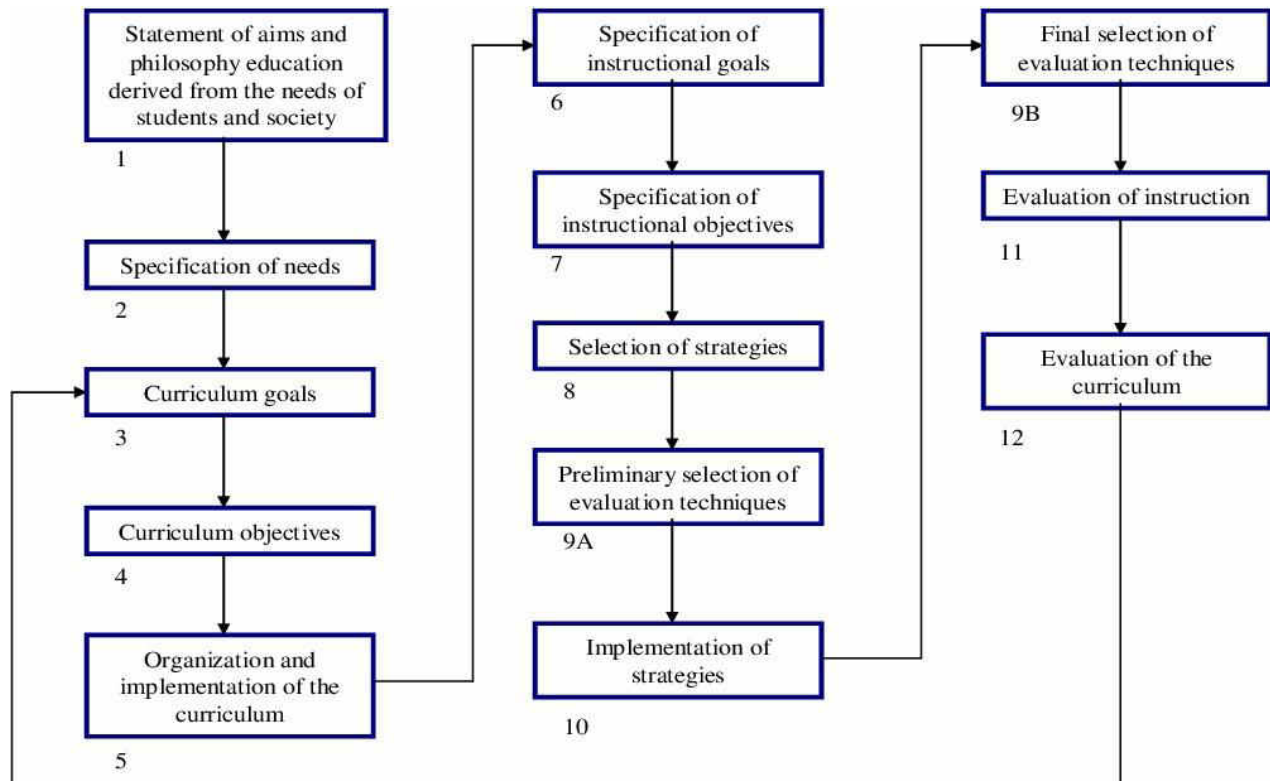 Statement of aims and
philosophy education
derived from the needs of
students and society
1
Specification of needs
2
Curriculum goals
3
Curriculum objectives
4
Organization and
implementation of the
curriculum
5
Specification of
instructional goals
6
Specification of
instructional objectives
7
Selection of strategies
8
Preliminary selection of
evaluation techniques
9A
Implementation of
strategies
10
Final selection of
evaluation techniques
9B
Evaluation of instruction
11
Evaluation of the
curriculum
12